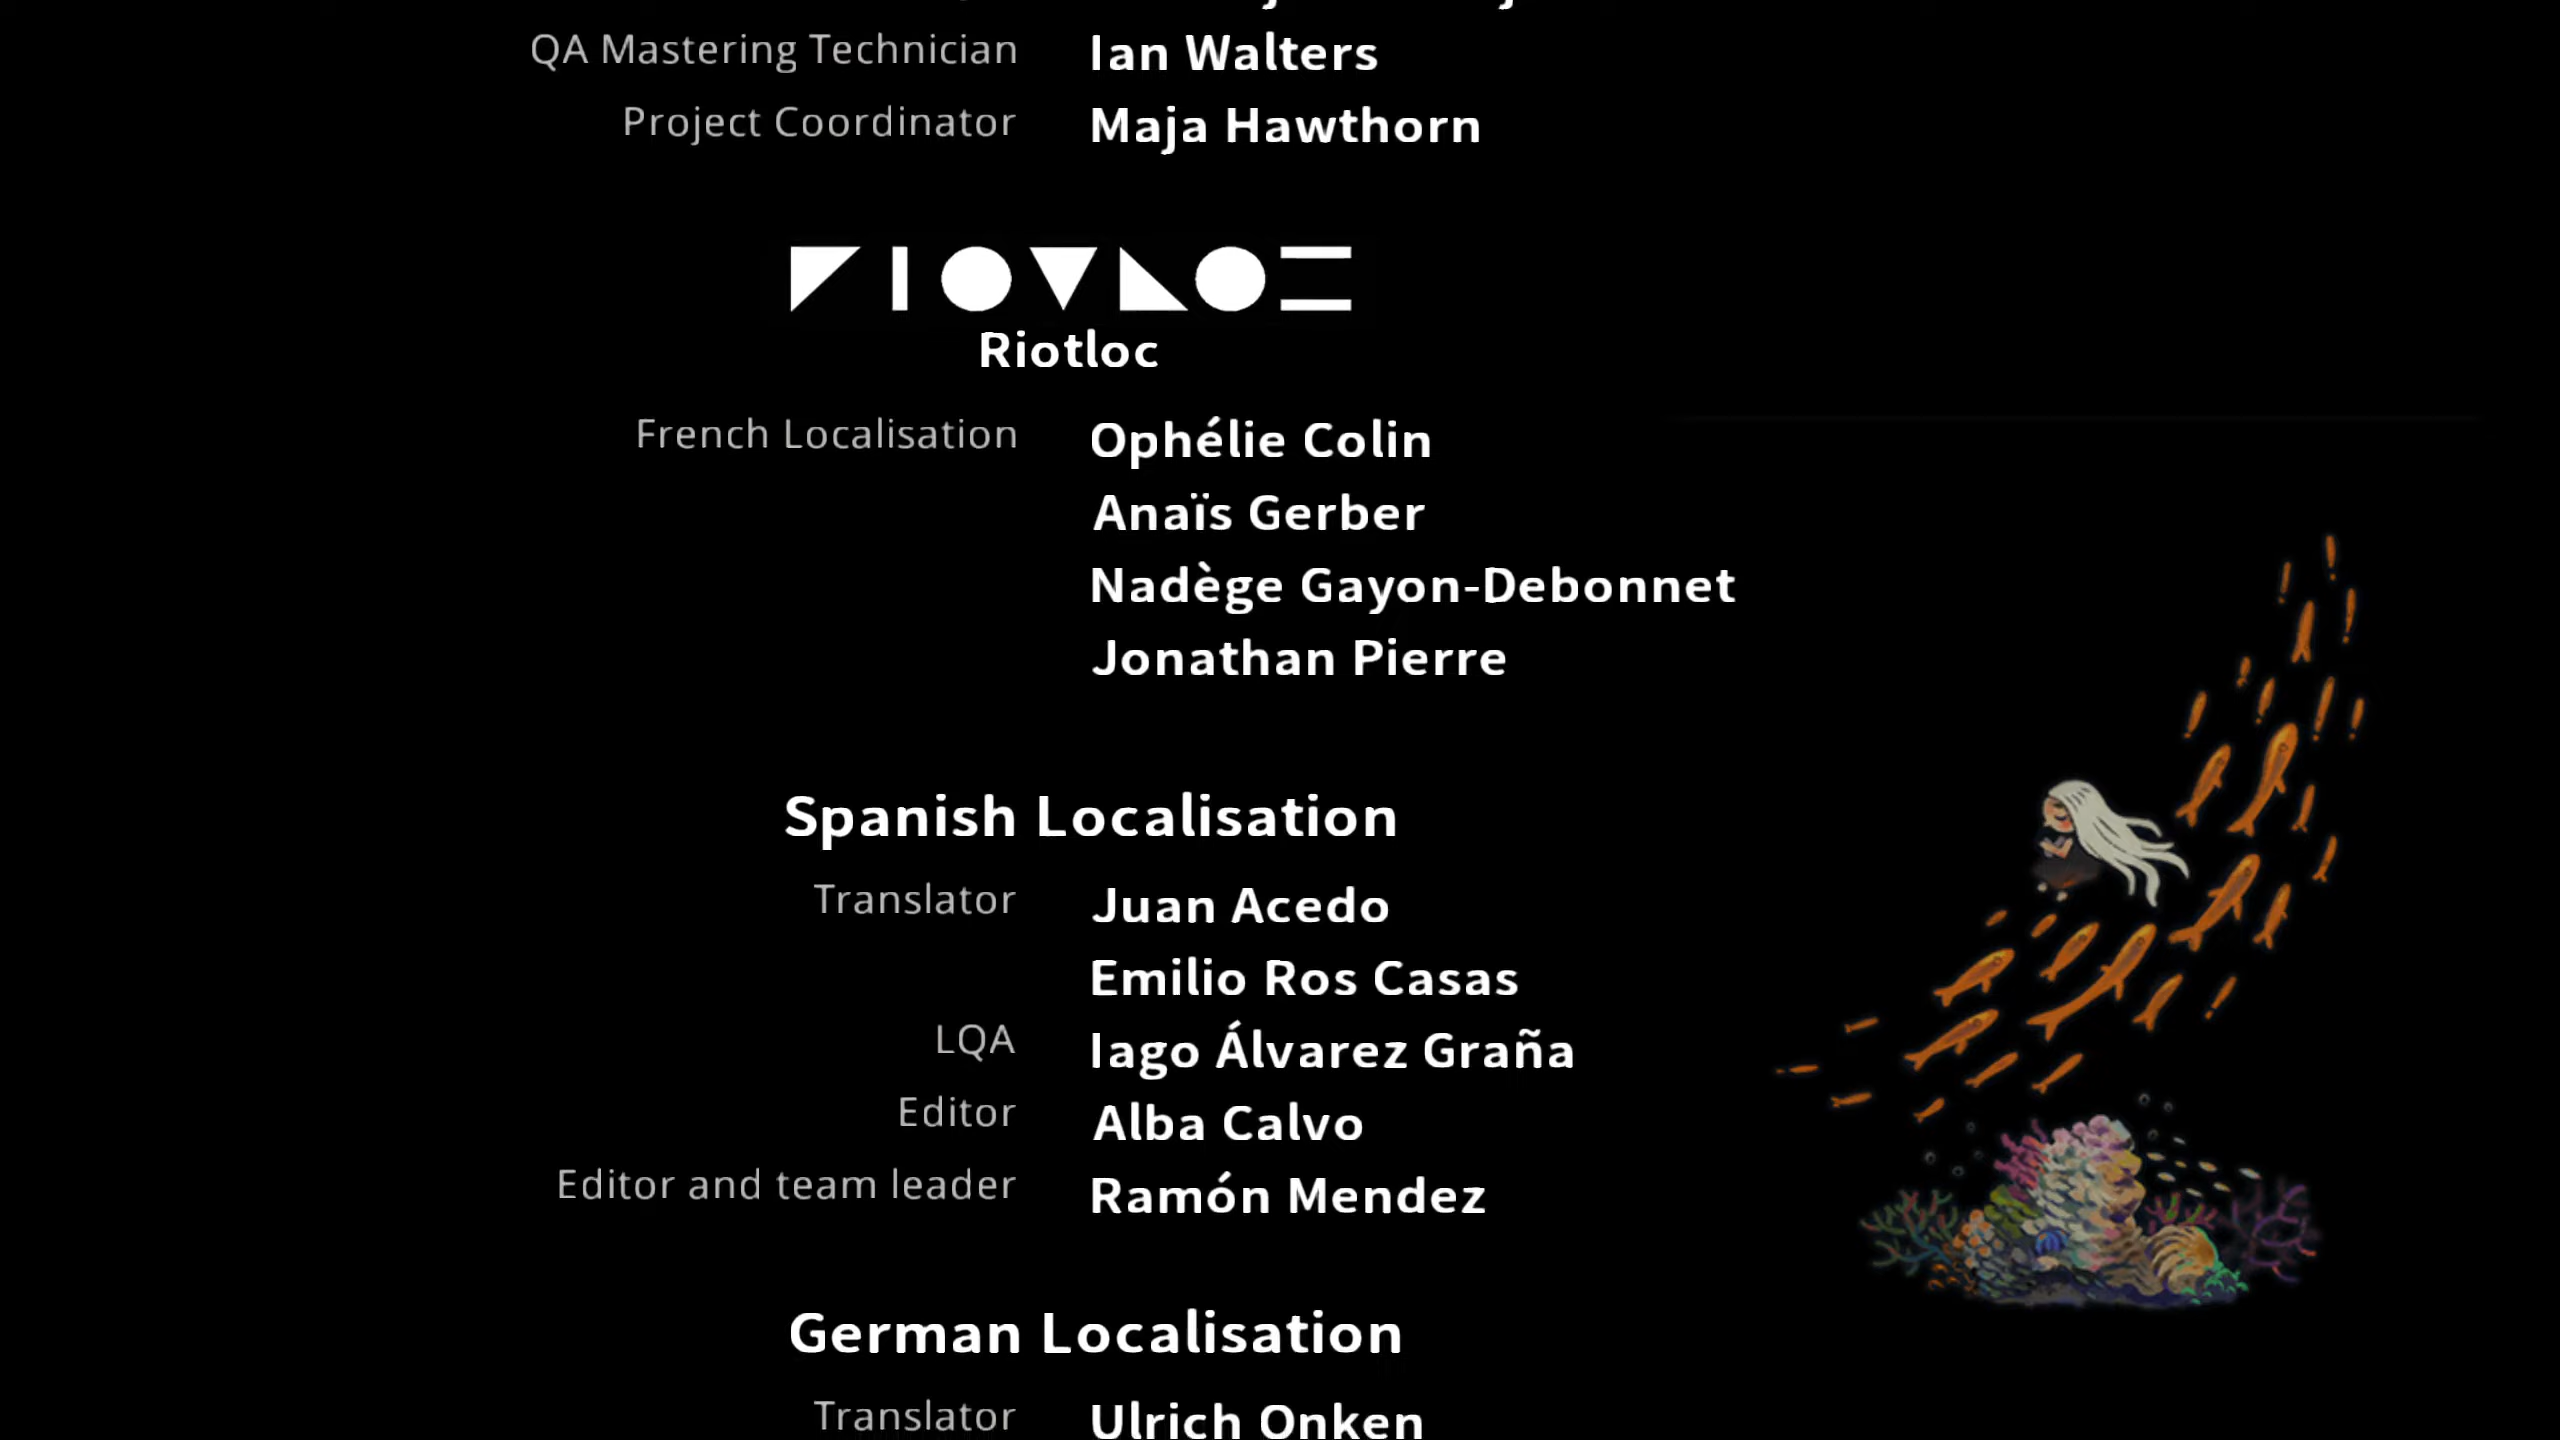 QA Mastering Technician Ian Walters
Project Coordinator Maja Hawthorn
Riotloc
French Localisation Ophélie Colin
Anaïs Gerber
Nadège Gayon-Debonnet
Jonathan Pierre
Spanish Localisation
Translator Juan Acedo
Emilio Ros Casas
LQA Iago Álvarez Graña
Editor Alba Calvo
Editor and team leader Ramón Mendez
German Localisation
Translator Ulrich Onken